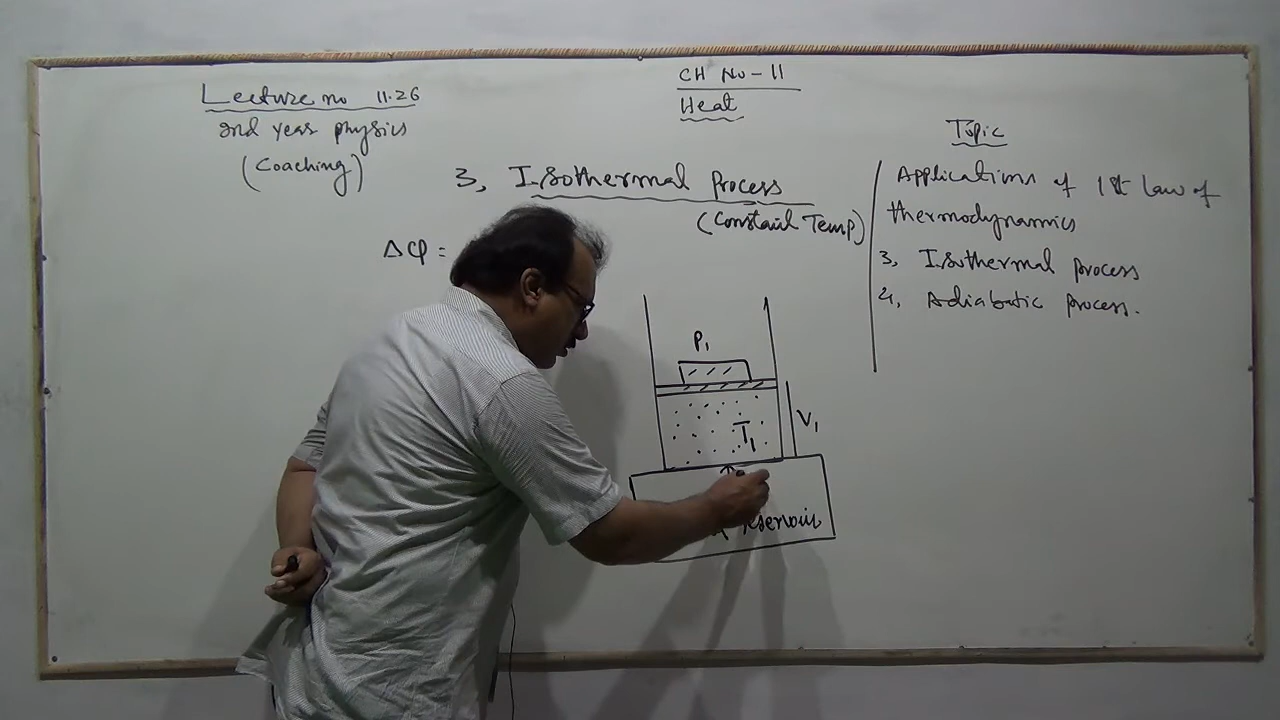 Lecture no 11.26
2nd year physics
(Coaching)
CH No - 11
Heat
3, Isothermal process
(Constant Temp)
ΔQ =
P1
T1
V1
Topic
Applications of 1st Law of
thermodynamics
3, Isothermal process
4, Adiabatic process.